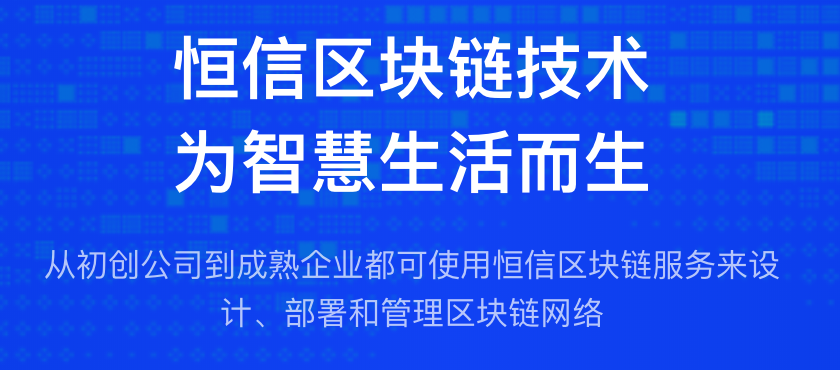 恒信区块链技术
为智慧生活而生
从初创公司到成熟企业都可使用恒信区块链服务来设
计、部署和管理区块链网络